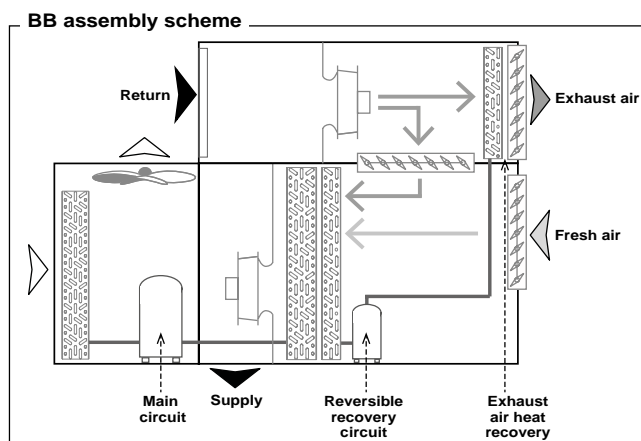 BB assembly scheme
Return
Exhaust air
Fresh air
Main
circuit
Supply
Reversible
recovery
circuit
Exhaust
air heat
recovery